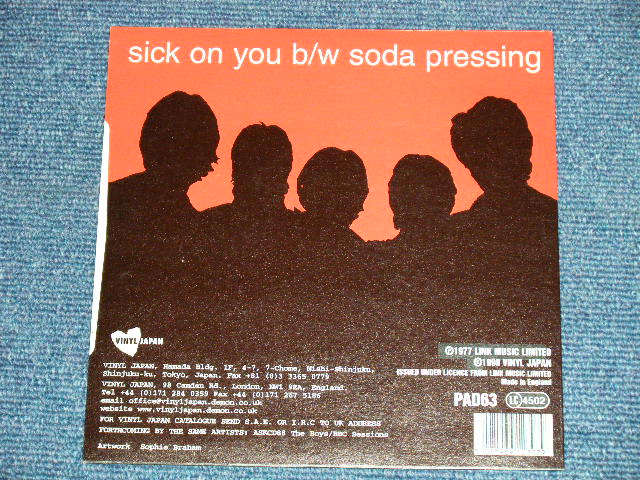 sick on you b/w soda pressing
VINYL JAPAN
VINYL JAPAN, Hamada Bldg. 1F, 4-7, 7-Chome, Nishi-Shinjuku,
Shinjuku-ku, Tokyo, Japan. Fax +81 (0)3 3365 0779
VINYL JAPAN, 98 Camden Rd., London, NW1 9EA, England.
Tel +44 (0)171 284 0359 Fax +44 (0)171 267 5186
email office@vinyljapan.demon.co.uk
website www.vinyljapan.demon.co.uk
FOR VINYL JAPAN CATALOGUE SEND S.A.E. OR I.R.C TO UK ADDRESS
FORTHCOMING BY THE SAME ARTISTS: ASKCD88 The Boys/BBC Sessions
Artwork Sophie Braham
℗1977 LINK MUSIC LIMITED
©1999 VINYL JAPAN
ISSUED UNDER LICENCE FROM LINK MUSIC LIMITED
Made in England
PAD63 LC 4502